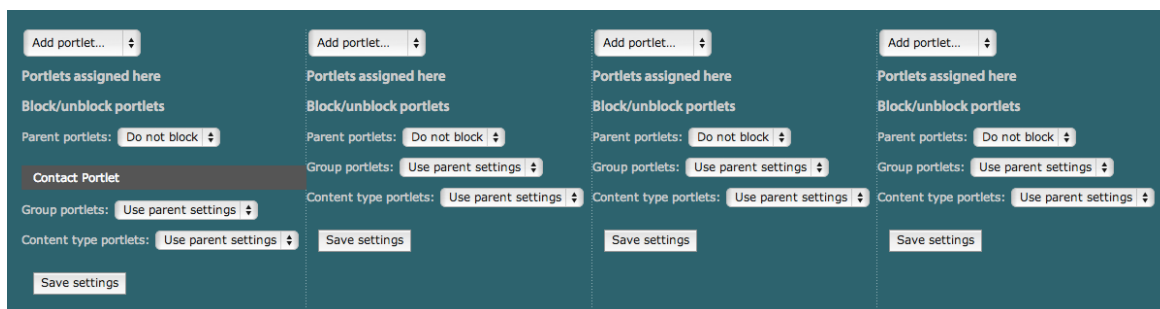 Add portlet...
Portlets assigned here
Block/unblock portlets
Parent portlets: Do not block
Contact Portlet
Group portlets: Use parent settings
Content type portlets: Use parent settings
Save settings
Add portlet...
Portlets assigned here
Block/unblock portlets
Parent portlets: Do not block
Group portlets: Use parent settings
Content type portlets: Use parent settings
Save settings
Add portlet...
Portlets assigned here
Block/unblock portlets
Parent portlets: Do not block
Group portlets: Use parent settings
Content type portlets: Use parent settings
Save settings
Add portlet...
Portlets assigned here
Block/unblock portlets
Parent portlets: Do not block
Group portlets: Use parent settings
Content type portlets: Use parent settings
Save settings